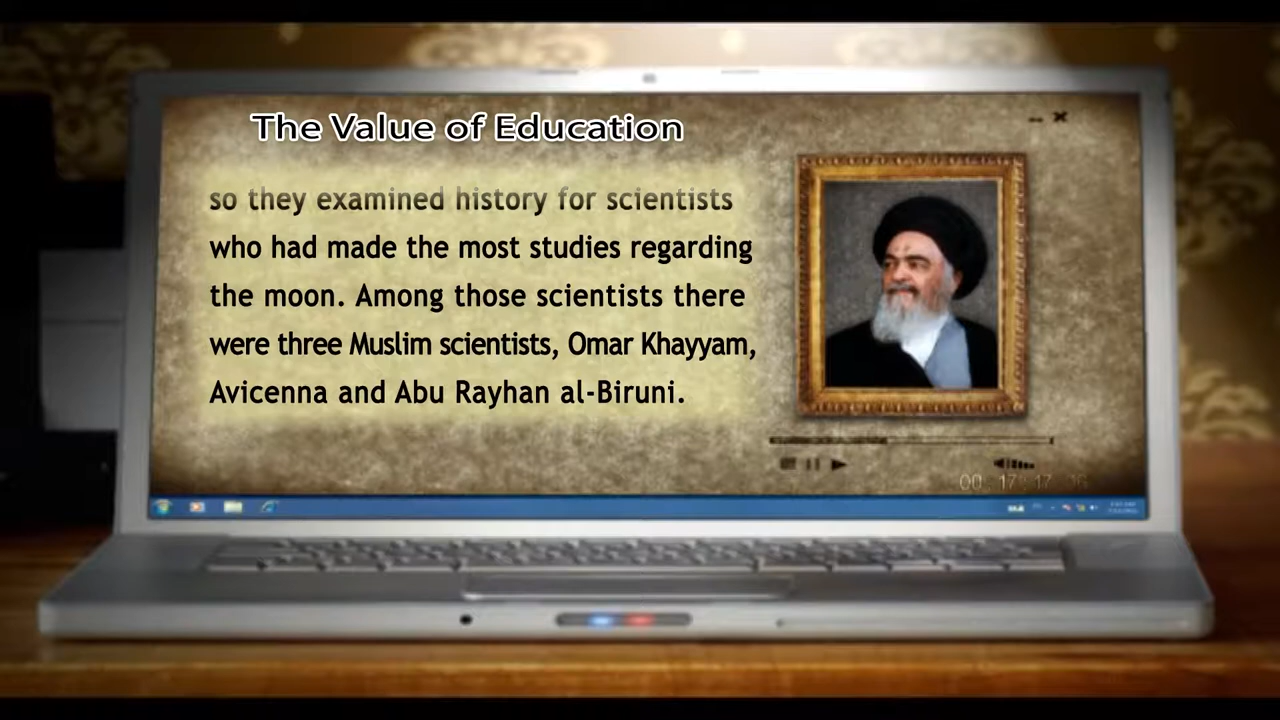 The Value of Education
so they examined history for scientists
who had made the most studies regarding
the moon. Among those scientists there
were three Muslim scientists, Omar Khayyam,
Avicenna and Abu Rayhan al-Biruni.